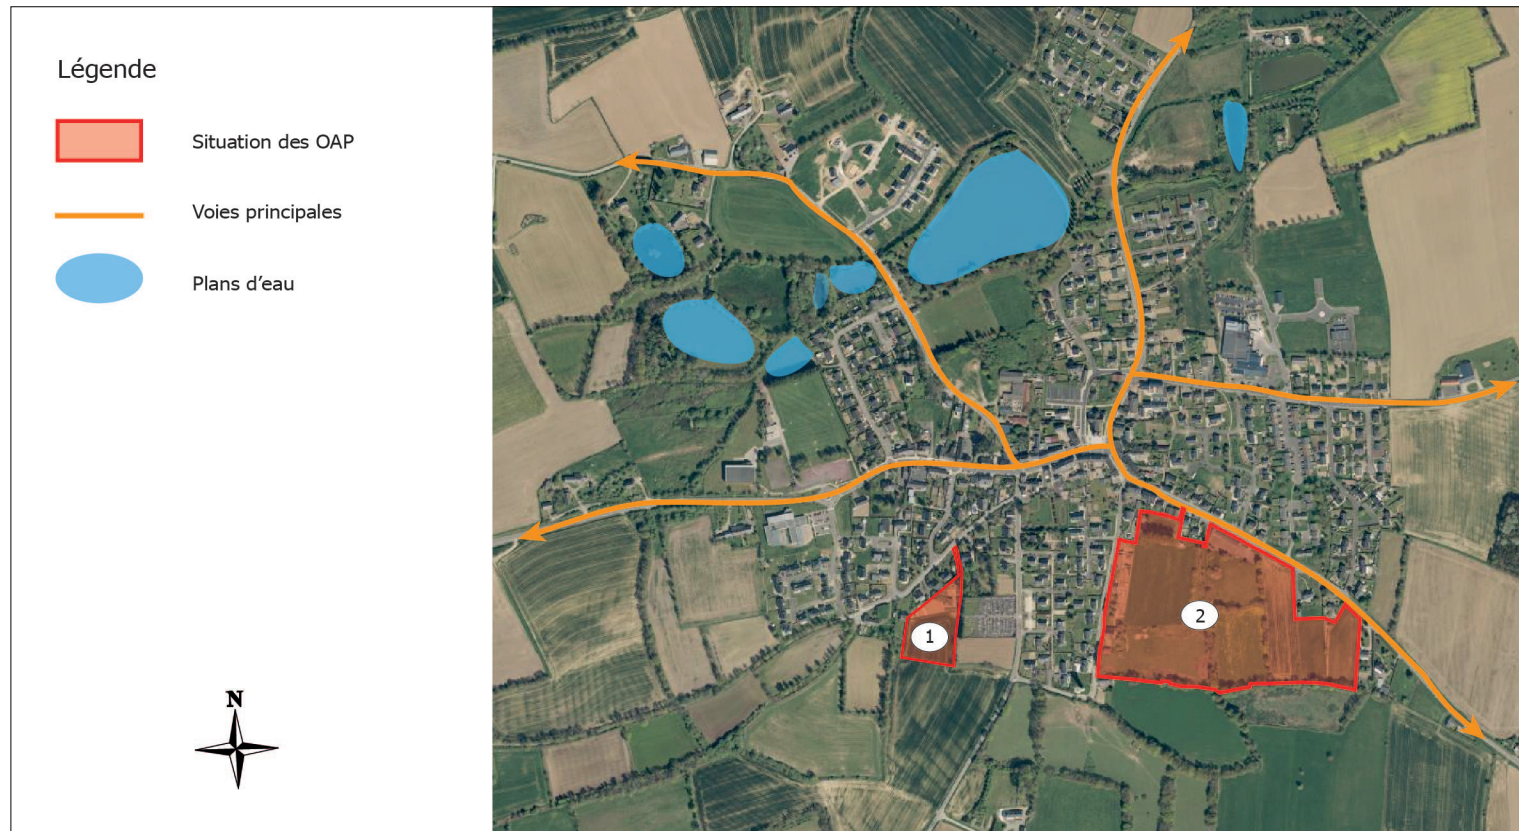 Légende
Situation des OAP
Voies principales
Plans d'eau
N
1
2